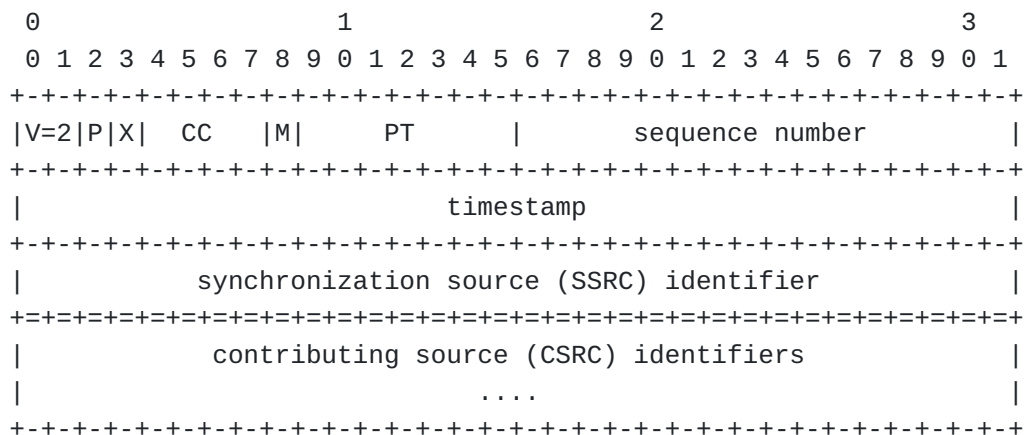 0                   1                   2                   3
 0 1 2 3 4 5 6 7 8 9 0 1 2 3 4 5 6 7 8 9 0 1 2 3 4 5 6 7 8 9 0 1
+-+-+-+-+-+-+-+-+-+-+-+-+-+-+-+-+-+-+-+-+-+-+-+-+-+-+-+-+-+-+-+-+
|V=2|P|X|  CC   |M|     PT      |       sequence number         |
+-+-+-+-+-+-+-+-+-+-+-+-+-+-+-+-+-+-+-+-+-+-+-+-+-+-+-+-+-+-+-+-+
|                           timestamp                           |
+-+-+-+-+-+-+-+-+-+-+-+-+-+-+-+-+-+-+-+-+-+-+-+-+-+-+-+-+-+-+-+-+
|           synchronization source (SSRC) identifier            |
+=+=+=+=+=+=+=+=+=+=+=+=+=+=+=+=+=+=+=+=+=+=+=+=+=+=+=+=+=+=+=+=+
|            contributing source (CSRC) identifiers             |
|                             ....                              |
+-+-+-+-+-+-+-+-+-+-+-+-+-+-+-+-+-+-+-+-+-+-+-+-+-+-+-+-+-+-+-+-+